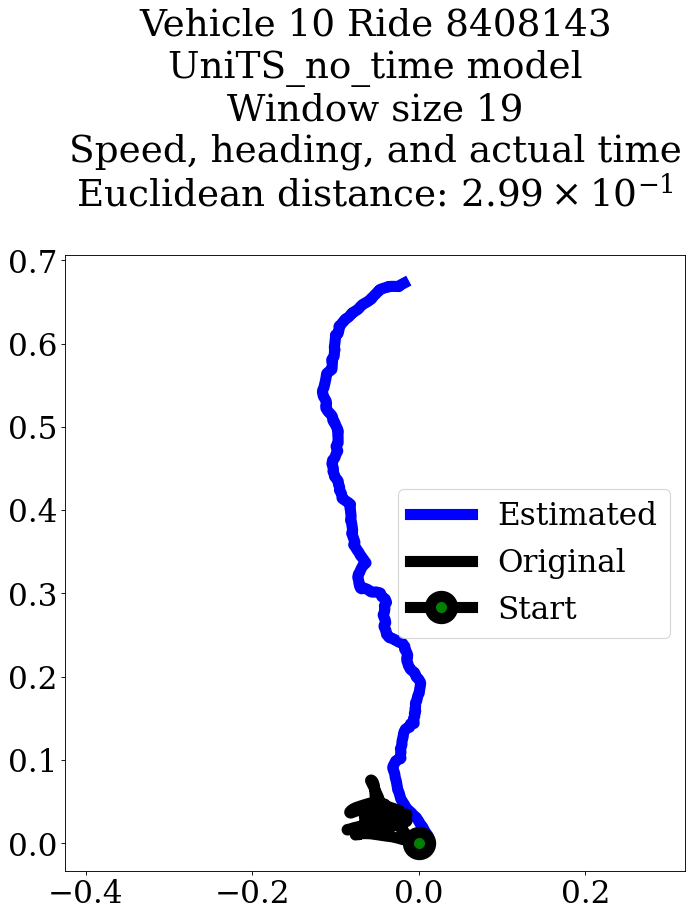 Vehicle 10 Ride 8408143
UniTS_no_time model
Window size 19
Speed, heading, and actual time
Euclidean distance: 2.99 × 10⁻¹
0.7
0.6
0.5
0.4
0.3
0.2
0.1
0.0
Estimated
Original
Start
−0.4
−0.2
0.0
0.2